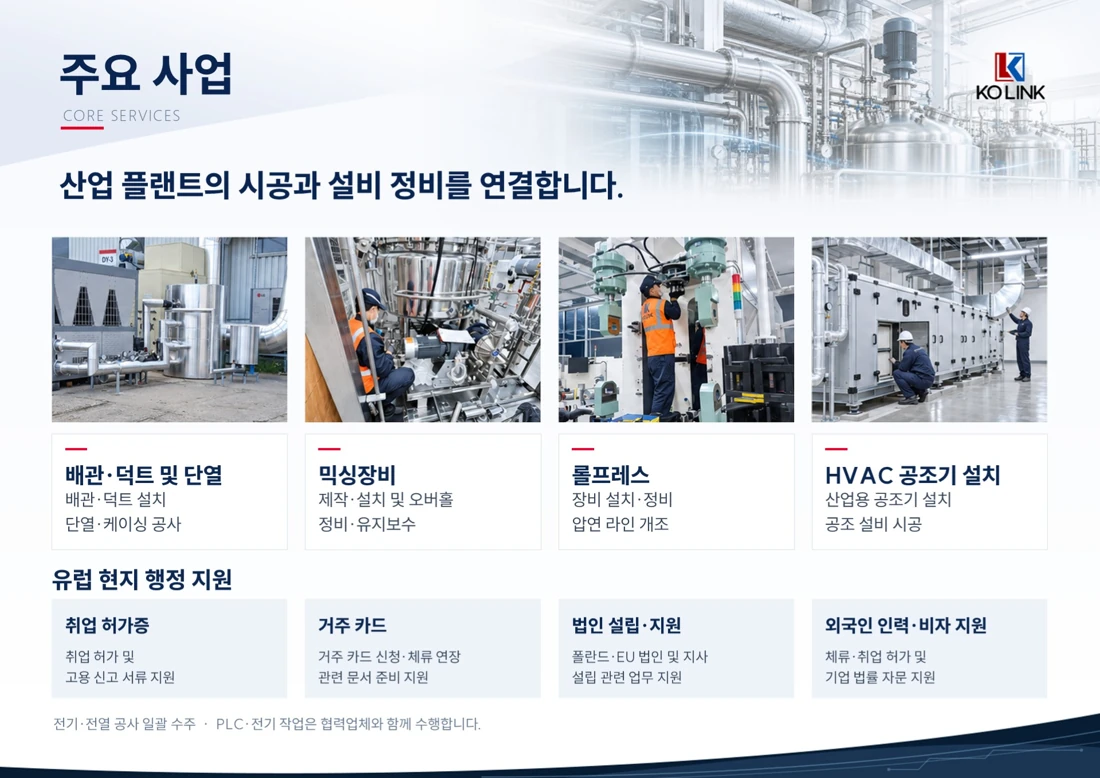 주요 사업
CORE SERVICES
KO LINK
산업 플랜트의 시공과 설비 정비를 연결합니다.
DY-3
배관·덕트 및 단열
배관·덕트 설치
단열·케이싱 공사
믹싱장비
제작·설치 및 오버홀
정비·유지보수
롤프레스
장비 설치·정비
압연 라인 개조
HVAC 공조기 설치
산업용 공조기 설치
공조 설비 시공
유럽 현지 행정 지원
취업 허가증
취업 허가 및
고용 신고 서류 지원
거주 카드
거주 카드 신청·체류 연장
관련 문서 준비 지원
법인 설립·지원
폴란드·EU 법인 및 지사
설립 관련 업무 지원
외국인 인력·비자 지원
체류·취업 허가 및
기업 법률 자문 지원
전기·전열 공사 일괄 수주 · PLC·전기 작업은 협력업체와 함께 수행합니다.